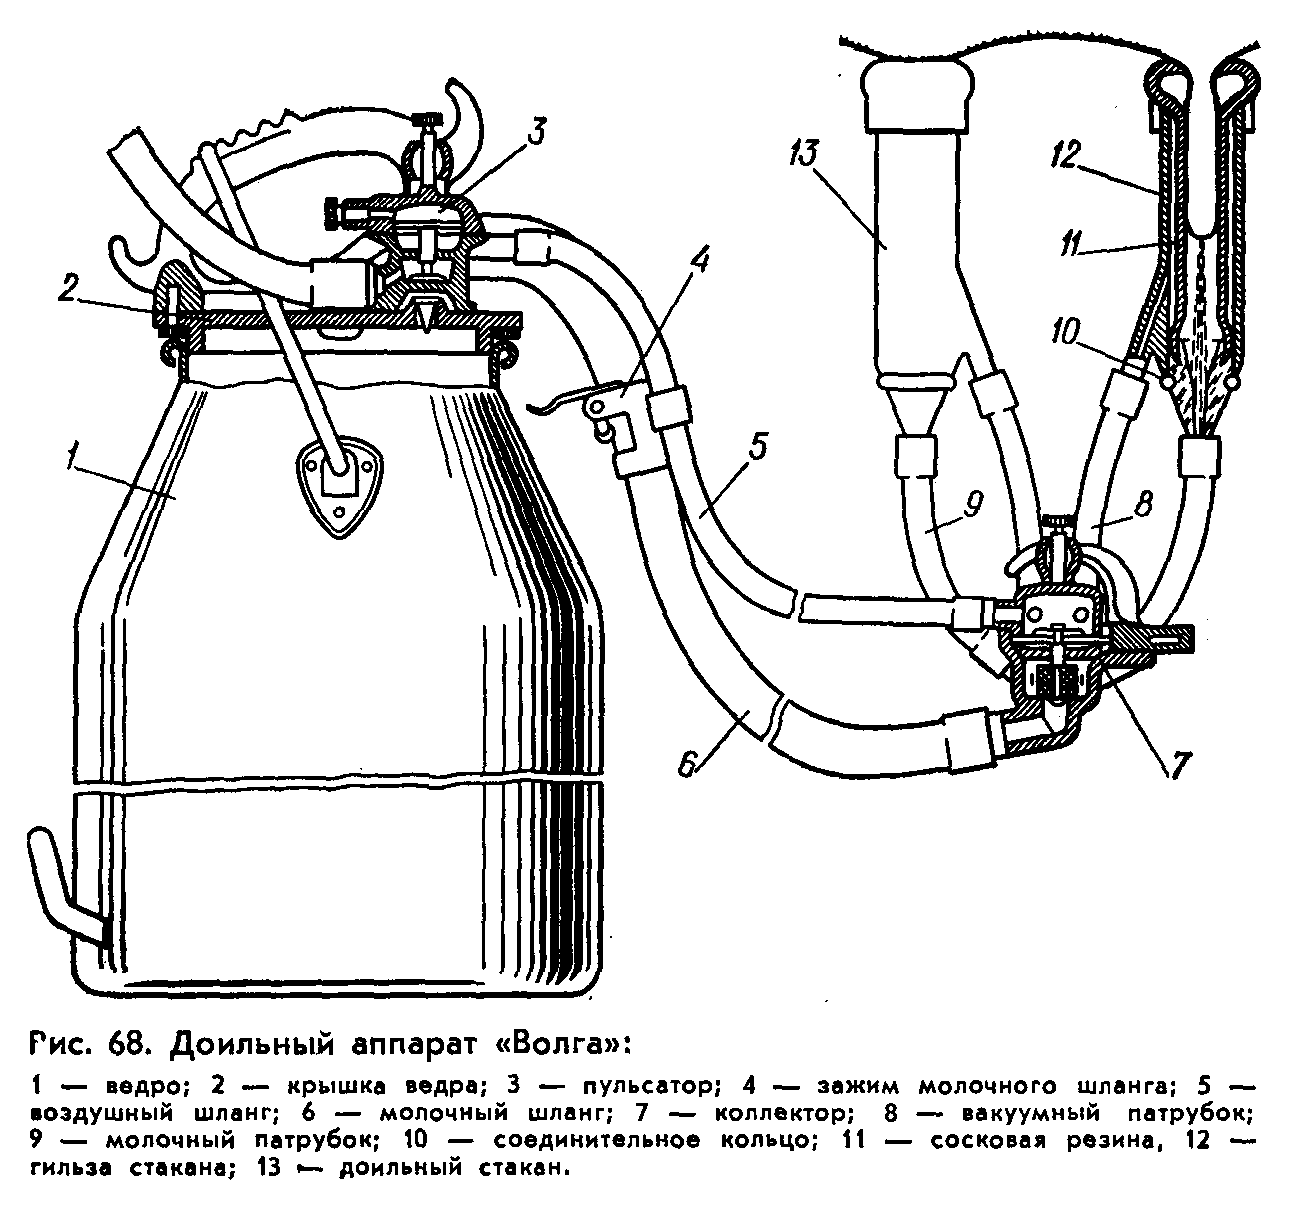 3
13
12
11
4
2
10
1
5
9
8
6
7
Рис. 68. Доильный аппарат «Волга»:
1 — ведро; 2 — крышка ведра; 3 — пульсатор; 4 — зажим молочного шланга; 5 —
воздушный шланг; 6 — молочный шланг; 7 — коллектор; 8 — вакуумный патрубок;
9 — молочный патрубок; 10 — соединительное кольцо; 11 — сосковая резина, 12 —
гильза стакана; 13 — доильный стакан.